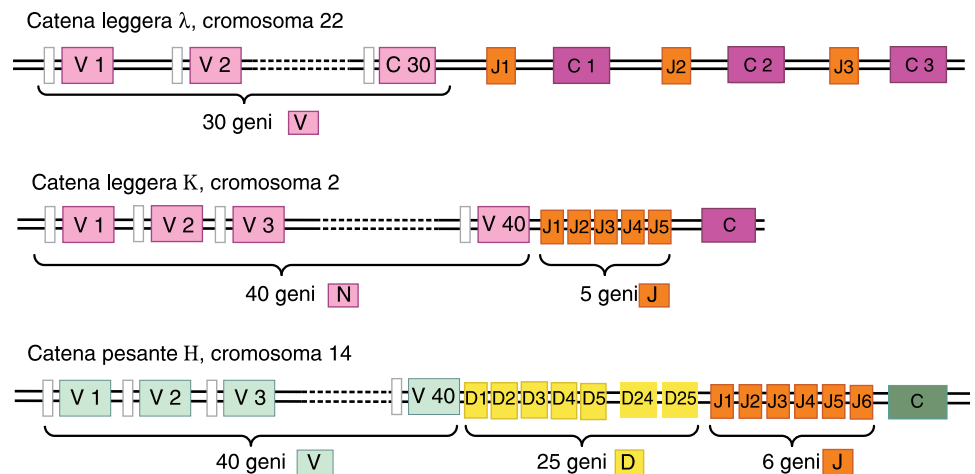 Catena leggera λ, cromosoma 22
V 1 V 2 C 30 J1 C 1 J2 C 2 J3 C 3
30 geni V
Catena leggera K, cromosoma 2
V 1 V 2 V 3 V 40 J1 J2 J3 J4 J5 C
40 geni N 5 geni J
Catena pesante H, cromosoma 14
V 1 V 2 V 3 V 40 D1 D2 D3 D4 D5 D24 D25 J1 J2 J3 J4 J5 J6 C
40 geni V 25 geni D 6 geni J